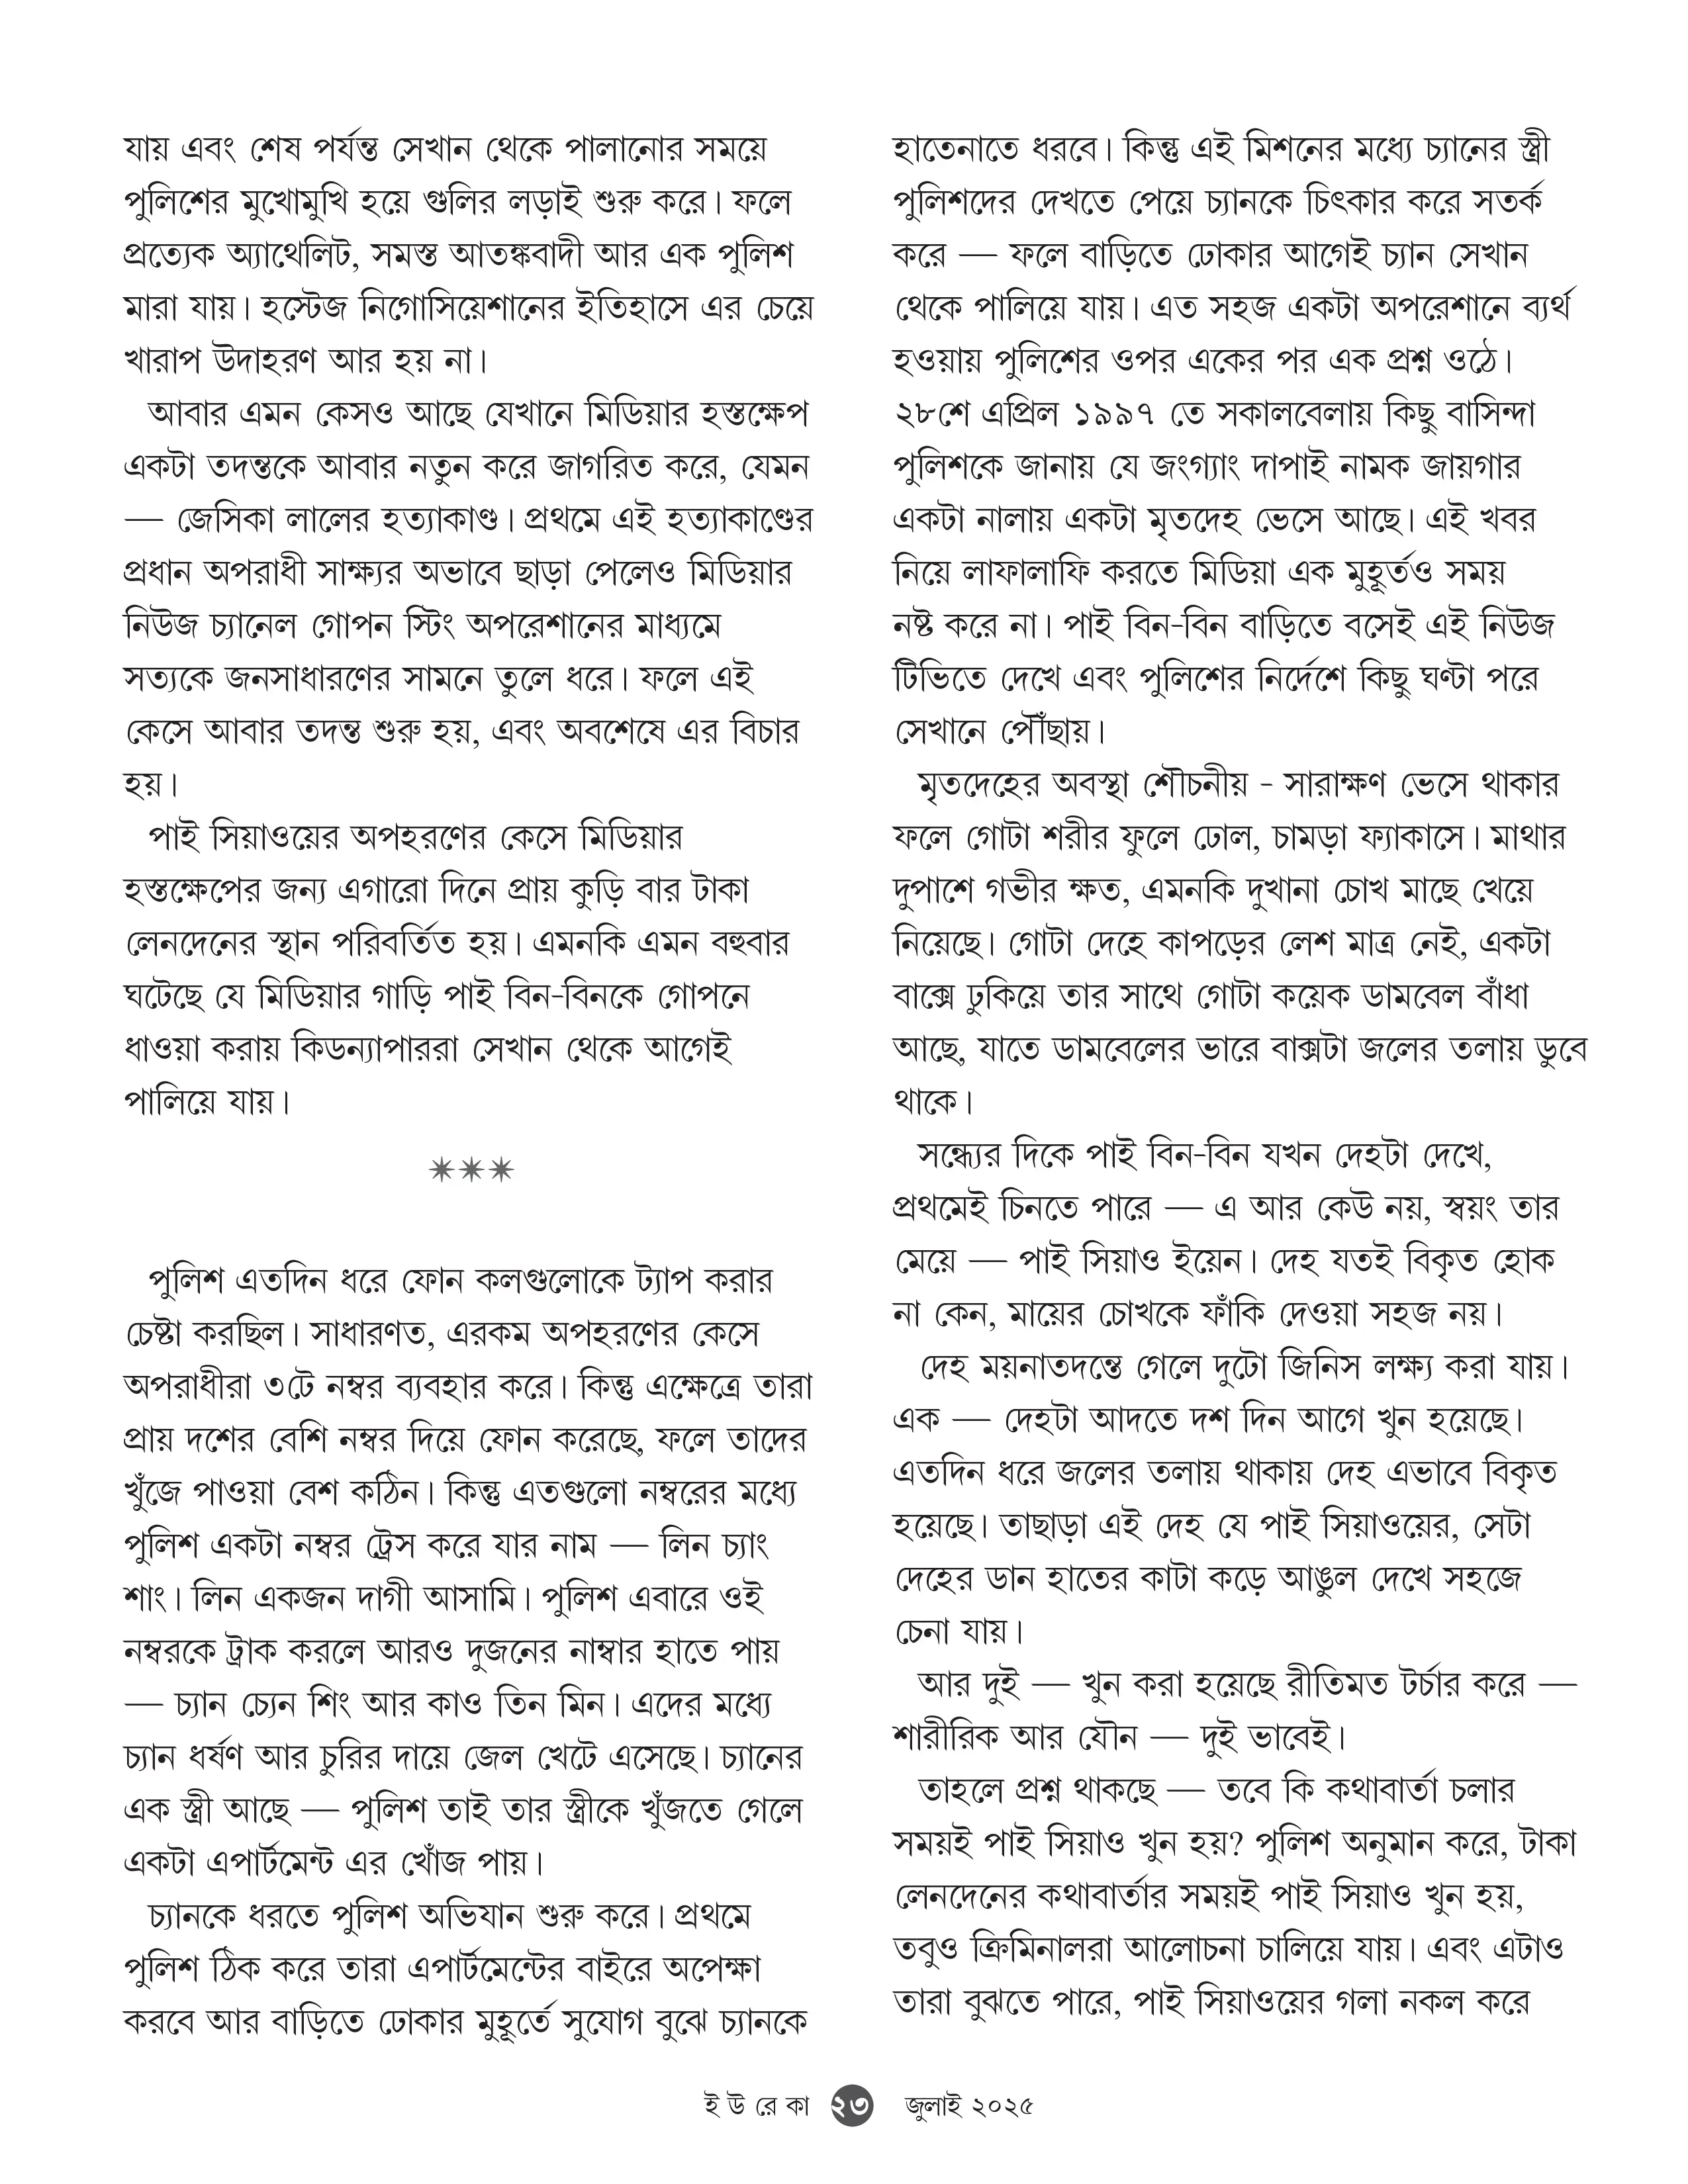 যায় এবং শেষ পর্যন্ত সেখান থেকে পালানোর সময়ে
পুলিশের মুখোমুখি হয়ে গুলির লড়াই শুরু করে। ফলে
প্রত্যেক অ্যাথেলিট, সমস্ত আতঙ্কবাদী আর এক পুলিশ
মারা যায়। হস্টেজ নিগোসিয়েশানের ইতিহাসে এর চেয়ে
খারাপ উদাহরণ আর হয় না।
আবার এমন কেসও আছে যেখানে মিডিয়ার হস্তক্ষেপ
একটা তদন্তকে আবার নতুন করে জাগরিত করে, যেমন
— জেসিকা লালের হত্যাকাণ্ড। প্রথমে এই হত্যাকাণ্ডের
প্রধান অপরাধী সাক্ষ্যর অভাবে ছাড়া পেলেও মিডিয়ার
নিউজ চ্যানেল গোপন স্টিং অপরেশানের মাধ্যমে
সত্যকে জনসাধারণের সামনে তুলে ধরে। ফলে এই
কেসে আবার তদন্ত শুরু হয়, এবং অবশেষে এর বিচার
হয়।
পাই সিয়াওয়ের অপহরণের কেসে মিডিয়ার
হস্তক্ষেপের জন্য এগারো দিনে প্রায় কুড়ি বার টাকা
লেনদেনের স্থান পরিবর্তিত হয়। এমনকি এমন বহুবার
ঘটেছে যে মিডিয়ার গাড়ি পাই বিন-বিনকে গোপনে
ধাওয়া করায় কিডন্যাপাররা সেখান থেকে আগেই
পালিয়ে যায়।
✴✴✴
পুলিশ এতদিন ধরে ফোন কলগুলোকে ট্যাপ করার
চেষ্টা করছিল। সাধারণত, এরকম অপহরণের কেসে
অপরাধীরা ৩টে নম্বর ব্যবহার করে। কিন্তু এক্ষেত্রে তারা
প্রায় দশের বেশি নম্বর দিয়ে ফোন করেছে, ফলে তাদের
খুঁজে পাওয়া বেশ কঠিন। কিন্তু এতগুলো নম্বরের মধ্যে
পুলিশ একটা নম্বর ট্রেস করে যার নাম — লিন চ্যাং
শাং। লিন একজন দাগী আসামি। পুলিশ এবারে ওই
নম্বরকে ট্রাক করলে আরও দুজনের নাম্বার হাতে পায়
— চ্যান চ্যেন শিং আর কাও তিন মিন। এদের মধ্যে
চ্যান ধর্ষণ আর চুরির দায়ে জেল খেটে এসেছে। চ্যানের
এক স্ত্রী আছে — পুলিশ তাই তার স্ত্রীকে খুঁজতে গেলে
একটা এপার্টমেন্ট এর খোঁজ পায়।
চ্যানকে ধরতে পুলিশ অভিযান শুরু করে। প্রথমে
পুলিশ ঠিক করে তারা এপার্টমেন্টের বাইরে অপেক্ষা
করবে আর বাড়িতে ঢোকার মুহূর্তে সুযোগ বুঝে চ্যানকে
হাতেনাতে ধরবে। কিন্তু এই মিশনের মধ্যে চ্যানের স্ত্রী
পুলিশদের দেখতে পেয়ে চ্যানকে চিৎকার করে সতর্ক
করে — ফলে বাড়িতে ঢোকার আগেই চ্যান সেখান
থেকে পালিয়ে যায়। এত সহজ একটা অপরেশানে ব্যর্থ
হওয়ায় পুলিশের ওপর একের পর এক প্রশ্ন ওঠে।
২৮শে এপ্রিল ১৯৯৭ তে সকালবেলায় কিছু বাসিন্দা
পুলিশকে জানায় যে জংগ্যাং দাপাই নামক জায়গার
একটা নালায় একটা মৃতদেহ ভেসে আছে। এই খবর
নিয়ে লাফালাফি করতে মিডিয়া এক মুহূর্তও সময়
নষ্ট করে না। পাই বিন-বিন বাড়িতে বসেই এই নিউজ
টিভিতে দেখে এবং পুলিশের নির্দেশে কিছু ঘণ্টা পরে
সেখানে পৌঁছায়।
মৃতদেহের অবস্থা শৌচনীয় - সারাক্ষণ ভেসে থাকার
ফলে গোটা শরীর ফুলে ঢোল, চামড়া ফ্যাকাসে। মাথার
দুপাশে গভীর ক্ষত, এমনকি দুখানা চোখ মাছে খেয়ে
নিয়েছে। গোটা দেহে কাপড়ের লেশ মাত্র নেই, একটা
বাক্সে ঢুকিয়ে তার সাথে গোটা কয়েক ডামবেল বাঁধা
আছে, যাতে ডামবেলের ভারে বাক্সটা জলের তলায় ডুবে
থাকে।
সন্ধ্যের দিকে পাই বিন-বিন যখন দেহটা দেখে,
প্রথমেই চিনতে পারে — এ আর কেউ নয়, স্বয়ং তার
মেয়ে — পাই সিয়াও ইয়েন। দেহ যতই বিকৃত হোক
না কেন, মায়ের চোখকে ফাঁকি দেওয়া সহজ নয়।
দেহ ময়নাতদন্তে গেলে দুটো জিনিস লক্ষ্য করা যায়।
এক — দেহটা আদতে দশ দিন আগে খুন হয়েছে।
এতদিন ধরে জলের তলায় থাকায় দেহ এভাবে বিকৃত
হয়েছে। তাছাড়া এই দেহ যে পাই সিয়াওয়ের, সেটা
দেহের ডান হাতের কাটা কড়ে আঙুল দেখে সহজে
চেনা যায়।
আর দুই — খুন করা হয়েছে রীতিমত টর্চার করে —
শারীরিক আর যৌন — দুই ভাবেই।
তাহলে প্রশ্ন থাকছে — তবে কি কথাবার্তা চলার
সময়ই পাই সিয়াও খুন হয়? পুলিশ অনুমান করে, টাকা
লেনদেনের কথাবার্তার সময়ই পাই সিয়াও খুন হয়,
তবুও ক্রিমিনালরা আলোচনা চালিয়ে যায়। এবং এটাও
তারা বুঝতে পারে, পাই সিয়াওয়ের গলা নকল করে
ই উ রে কা ২৩ জুলাই ২০২৫